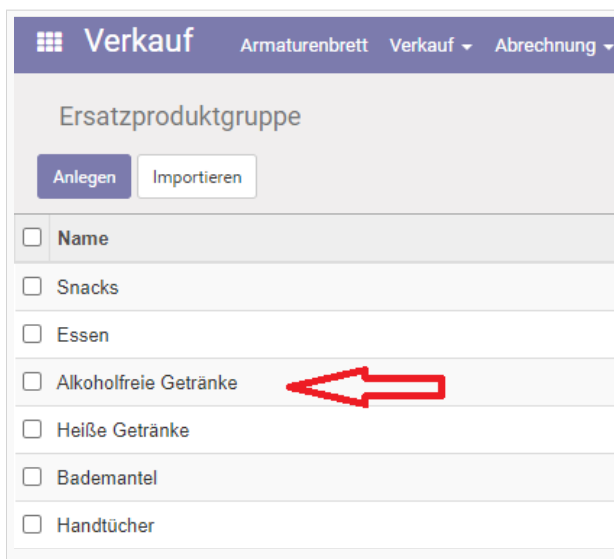 Verkauf Armaturenbrett Verkauf Abrechnung
Ersatzproduktgruppe
Anlegen Importieren
Name
Snacks
Essen
Alkoholfreie Getränke
Heiße Getränke
Bademantel
Handtücher